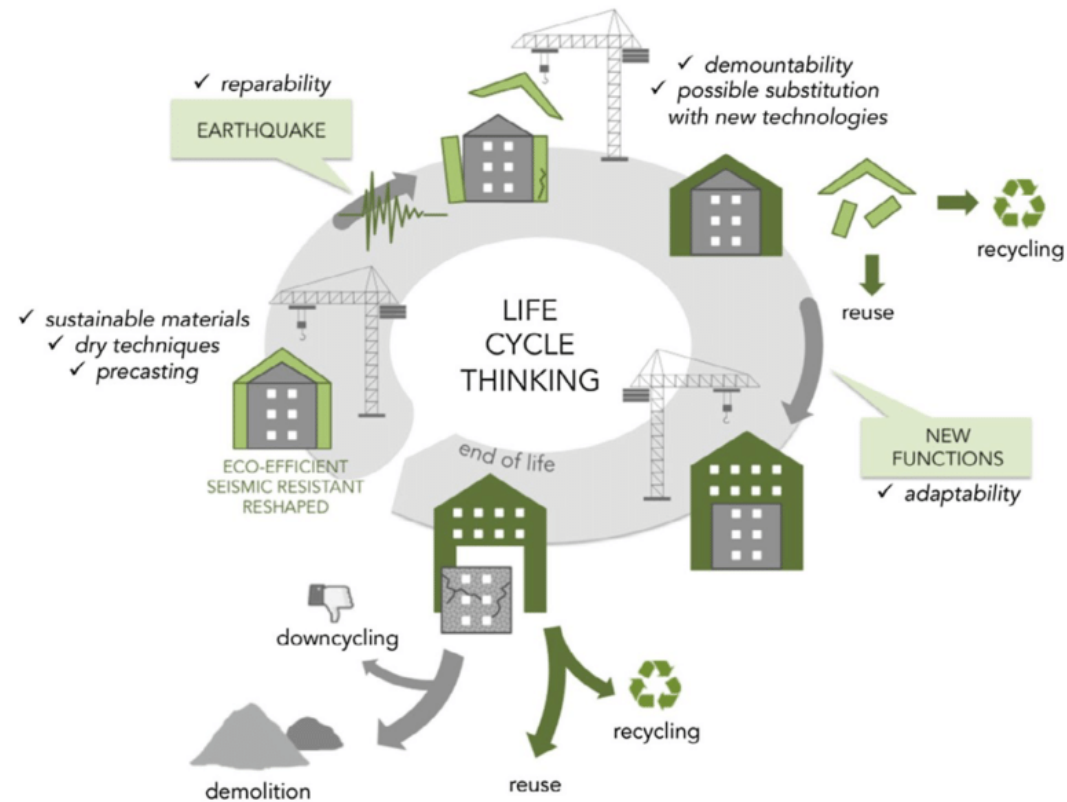 ✓ reparability
EARTHQUAKE
✓ demountability
✓ possible substitution
with new technologies
recycling
reuse
✓ sustainable materials
✓ dry techniques
✓ precasting
LIFE
CYCLE
THINKING
ECO-EFFICIENT
SEISMIC RESISTANT
RESHAPED
NEW
FUNCTIONS
✓ adaptability
end of life
downcycling
demolition
reuse
recycling